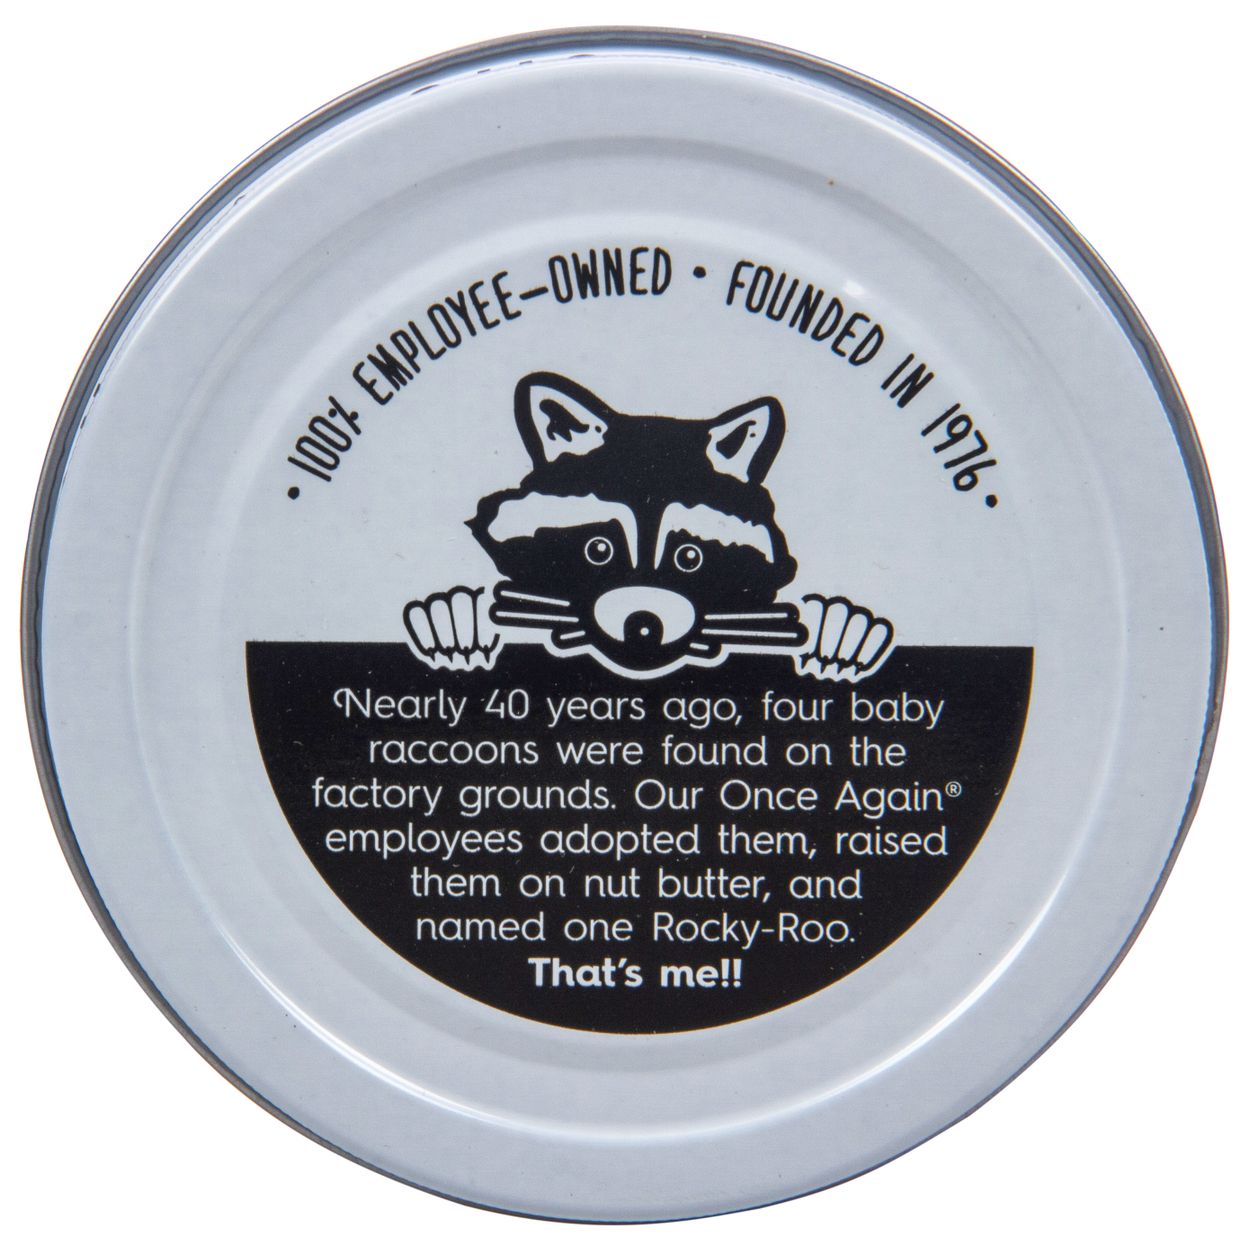 • 100% EMPLOYEE-OWNED • FOUNDED IN 1976 •
Nearly 40 years ago, four baby
raccoons were found on the
factory grounds. Our Once Again®
employees adopted them, raised
them on nut butter, and
named one Rocky-Roo.
That's me!!